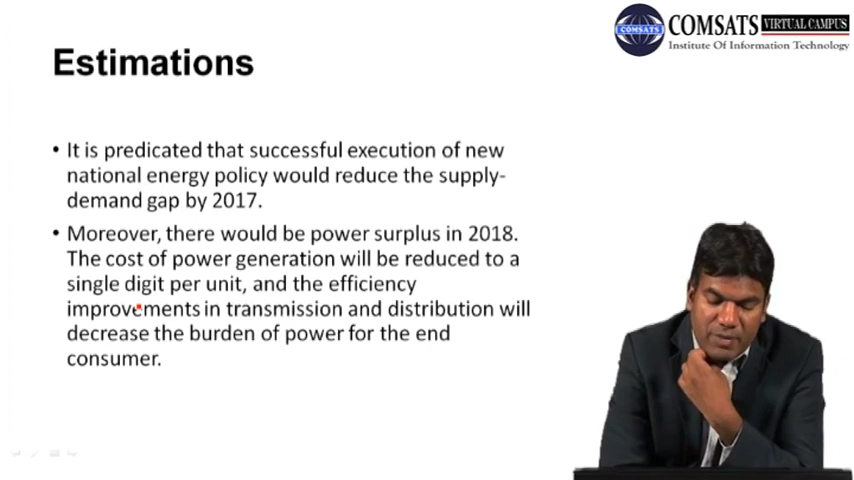 COMSATS
COMSATS VIRTUAL CAMPUS
Institute Of Information Technology
Estimations
• It is predicated that successful execution of new
national energy policy would reduce the supply-
demand gap by 2017.
• Moreover, there would be power surplus in 2018.
The cost of power generation will be reduced to a
single digit per unit, and the efficiency
improvements in transmission and distribution will
decrease the burden of power for the end
consumer.